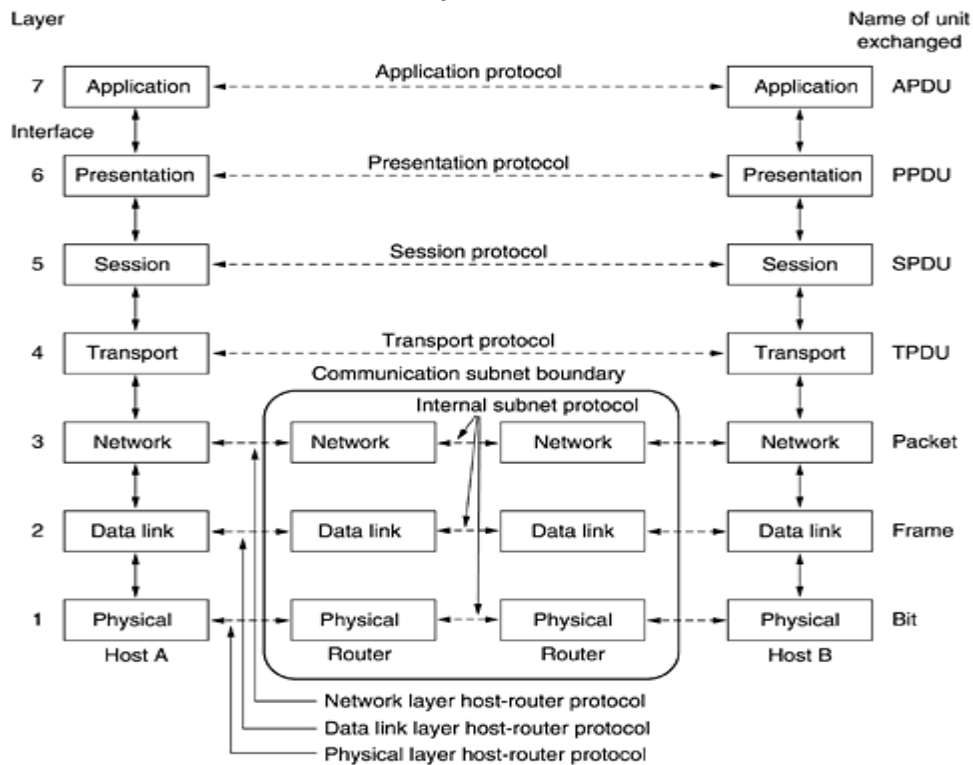 Layer
Name of unit
exchanged
7 Application Application protocol Application APDU
Interface
6 Presentation Presentation protocol Presentation PPDU
5 Session Session protocol Session SPDU
4 Transport Transport protocol Transport TPDU
Communication subnet boundary
Internal subnet protocol
3 Network Network Network Network Packet
2 Data link Data link Data link Data link Frame
1 Physical Physical Physical Physical Bit
Host A Router Router Host B
Network layer host-router protocol
Data link layer host-router protocol
Physical layer host-router protocol